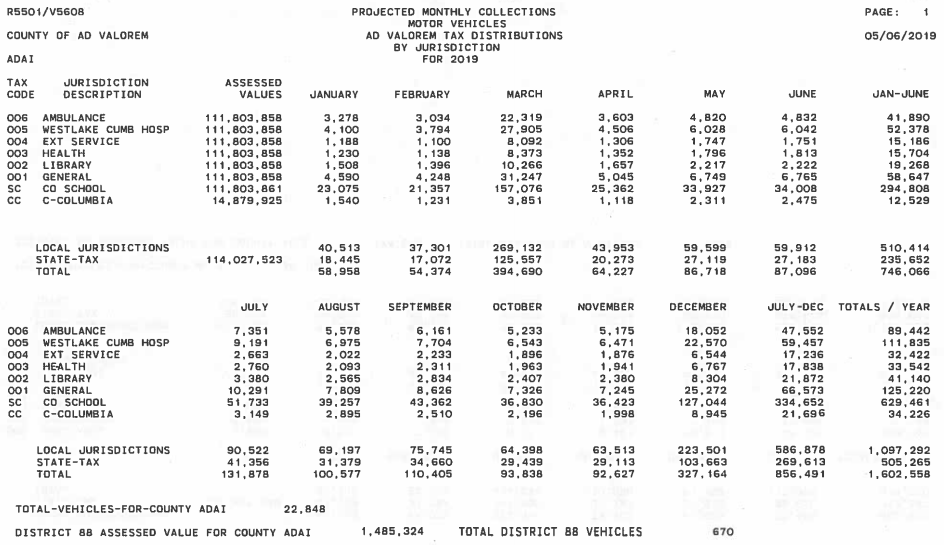 R5501/V5608 PROJECTED MONTHLY COLLECTIONS PAGE: 1
MOTOR VEHICLES
COUNTY OF AD VALOREM AD VALOREM TAX DISTRIBUTIONS 05/06/2019
BY JURISDICTION
ADAI FOR 2019
TAX JURISDICTION ASSESSED
CODE DESCRIPTION VALUES JANUARY FEBRUARY MARCH APRIL MAY JUNE JAN-JUNE
006 AMBULANCE 111,803,858 3,278 3,034 22,319 3,603 4,820 4,832 41,890
005 WESTLAKE CUMB HOSP 111,803,858 4,100 3,794 27,905 4,506 6,028 6,042 52,378
004 EXT SERVICE 111,803,858 1,188 1,100 8,092 1,306 1,747 1,751 15,186
003 HEALTH 111,803,858 1,230 1,138 8,373 1,352 1,796 1,813 15,704
002 LIBRARY 111,803,858 1,508 1,396 10,266 1,657 2,217 2,222 19,268
001 GENERAL 111,803,858 4,590 4,248 31,247 5,045 6,749 6,765 58,647
SC CO SCHOOL 111,803,861 23,075 21,357 157,076 25,362 33,927 34,008 294,808
CC C-COLUMBIA 14,879,925 1,540 1,231 3,851 1,118 2,311 2,475 12,529
LOCAL JURISDICTIONS 40,513 37,301 269,132 43,953 59,599 59,912 510,414
STATE-TAX 114,027,523 18,445 17,072 125,557 20,273 27,119 27,183 235,652
TOTAL 58,958 54,374 394,690 64,227 86,718 87,096 746,066
JULY AUGUST SEPTEMBER OCTOBER NOVEMBER DECEMBER JULY-DEC TOTALS / YEAR
006 AMBULANCE 7,351 5,578 6,161 5,233 5,175 18,052 47,552 89,442
005 WESTLAKE CUMB HOSP 9,191 6,975 7,704 6,543 6,471 22,570 59,457 111,835
004 EXT SERVICE 2,663 2,022 2,233 1,896 1,876 6,544 17,236 32,422
003 HEALTH 2,760 2,093 2,311 1,963 1,941 6,767 17,838 33,542
002 LIBRARY 3,380 2,565 2,834 2,407 2,380 8,304 21,872 41,140
001 GENERAL 10,291 7,809 8,626 7,326 7,245 25,272 66,573 125,220
SC CO SCHOOL 51,733 39,257 43,362 36,830 36,423 127,044 334,652 629,461
CC C-COLUMBIA 3,149 2,895 2,510 2,196 1,998 8,945 21,696 34,226
LOCAL JURISDICTIONS 90,522 69,197 75,745 64,398 63,513 223,501 586,878 1,097,292
STATE-TAX 41,356 31,379 34,660 29,439 29,113 103,663 269,613 505,265
TOTAL 131,878 100,577 110,405 93,838 92,627 327,164 856,491 1,602,558
TOTAL-VEHICLES-FOR-COUNTY ADAI 22,848
DISTRICT 88 ASSESSED VALUE FOR COUNTY ADAI 1,485,324 TOTAL DISTRICT 88 VEHICLES 670